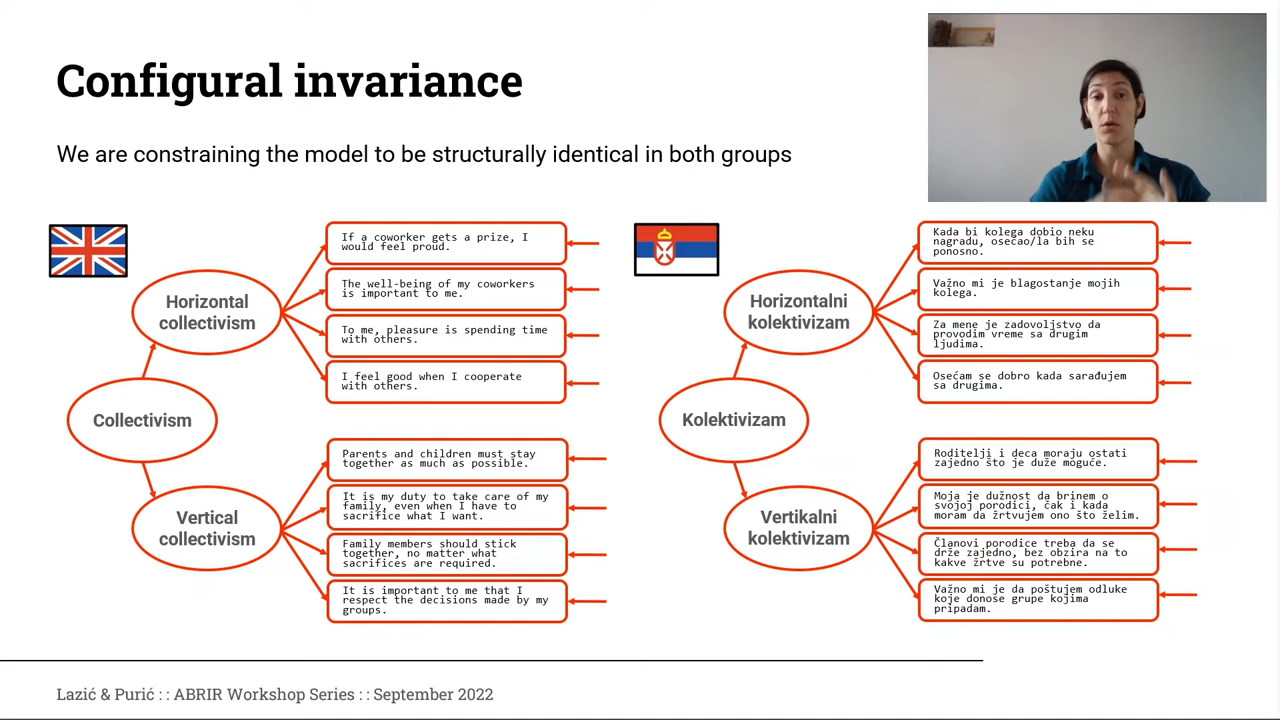 Configural invariance
We are constraining the model to be structurally identical in both groups
Horizontal
collectivism
Collectivism
Vertical
collectivism
If a coworker gets a prize, I
would feel proud.
The well-being of my coworkers
is important to me.
To me, pleasure is spending time
with others.
I feel good when I cooperate
with others.
Parents and children must stay
together as much as possible.
It is my duty to take care of my
family, even when I have to
sacrifice what I want.
Family members should stick
together, no matter what
sacrifices are required.
It is important to me that I
respect the decisions made by my
groups.
Horizontalni
kolektivizam
Kolektivizam
Vertikalni
kolektivizam
Kada bi kolega dobio neku
nagradu, osećao/la bih se
ponosno.
Važno mi je blagostanje mojih
kolega.
Za mene je zadovoljstvo da
provodim vreme sa drugim
ljudima.
Osećam se dobro kada sarađujem
sa drugima.
Roditelji i deca moraju ostati
zajedno što je duže moguće.
Moja je dužnost da brinem o
svojoj porodici, čak i kada
moram da žrtvujem ono što želim.
Članovi porodice treba da se
drže zajedno, bez obzira na to
kakve žrtve su potrebne.
Važno mi je da poštujem odluke
koje donose grupe kojima
pripadam.
Lazić & Purić : : ABRIR Workshop Series : : September 2022